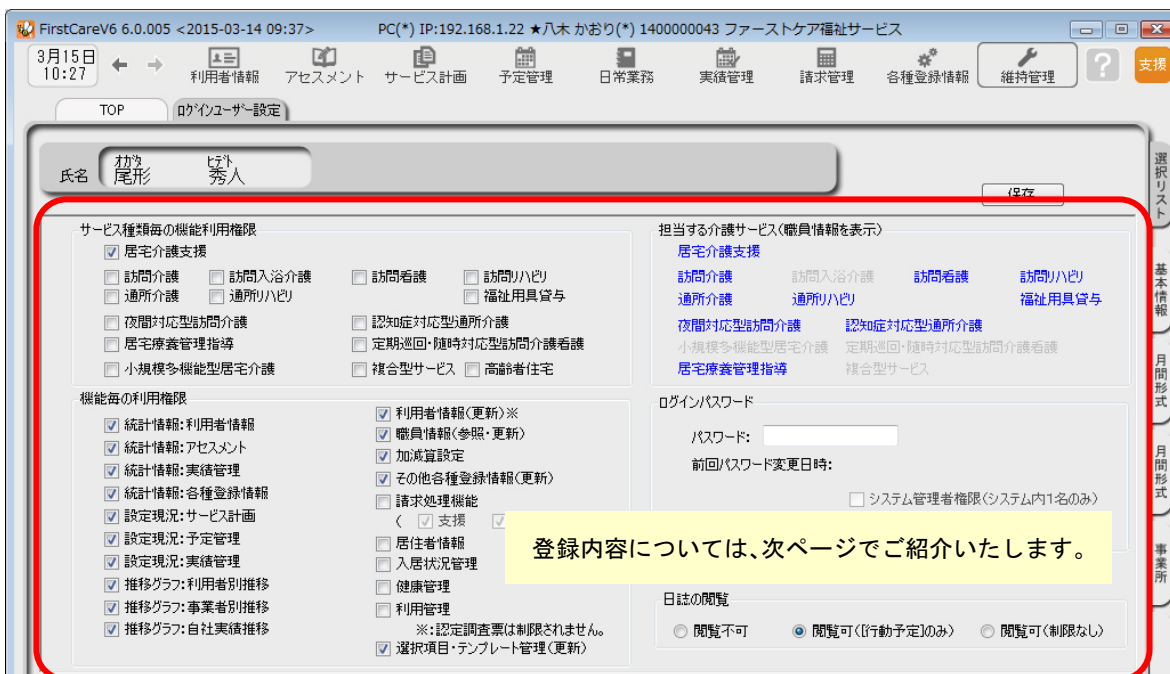 FirstCareV6 6.0.005 <2015-03-14 09:37> PC(*) IP:192.168.1.22 ★八木 かおり(*) 1400000043 ファーストケア福祉サービス
3月15日
10:27
利用者情報 アセスメント サービス計画 予定管理 日常業務 実績管理 請求管理 各種登録情報 維持管理 ? 支援
TOP ログインユーザー設定
氏名
オガタ ヒデト
尾形 秀人
保存
選択リスト
基本情報
月間形式
月間形式
事業所
サービス種類毎の機能利用権限
居宅介護支援
訪問介護 訪問入浴介護 訪問看護 訪問リハビリ
通所介護 通所リハビリ 福祉用具貸与
夜間対応型訪問介護 認知症対応型通所介護
居宅療養管理指導 定期巡回・随時対応型訪問介護看護
小規模多機能型居宅介護 複合型サービス 高齢者住宅
担当する介護サービス(職員情報を表示)
居宅介護支援
訪問介護 訪問入浴介護 訪問看護 訪問リハビリ
通所介護 通所リハビリ 福祉用具貸与
夜間対応型訪問介護 認知症対応型通所介護
小規模多機能型居宅介護 定期巡回・随時対応型訪問介護看護
居宅療養管理指導 複合型サービス
機能毎の利用権限
統計情報:利用者情報
統計情報:アセスメント
統計情報:実績管理
統計情報:各種登録情報
設定現況:サービス計画
設定現況:予定管理
設定現況:実績管理
推移グラフ:利用者別推移
推移グラフ:事業者別推移
推移グラフ:自社実績推移
利用者情報(更新)※
職員情報(参照・更新)
加減算設定
その他各種登録情報(更新)
請求処理機能
( 支援
居住者情報
入居状況管理
健康管理
利用管理
※:認定調査票は制限されません。
選択項目・テンプレート管理(更新)
ログインパスワード
パスワード:
前回パスワード変更日時:
システム管理者権限(システム内1名のみ)
登録内容については、次ページでご紹介いたします。
日誌の閲覧
閲覧不可 閲覧可([行動予定]のみ) 閲覧可(制限なし)